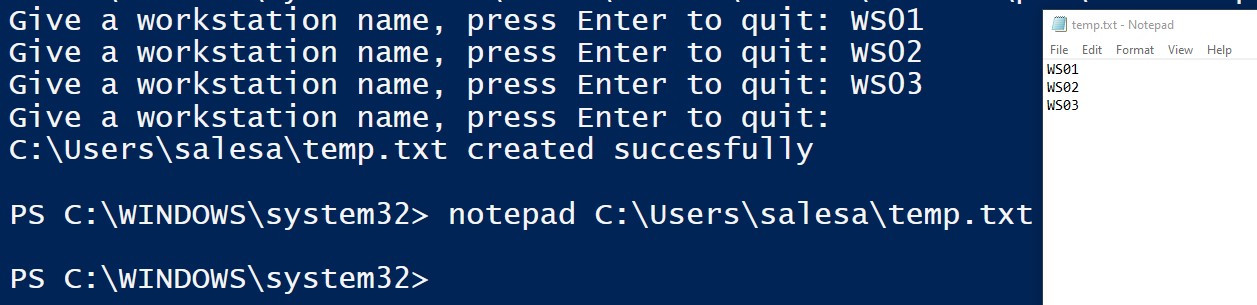 Give a workstation name, press Enter to quit: WS01
Give a workstation name, press Enter to quit: WS02
Give a workstation name, press Enter to quit: WS03
Give a workstation name, press Enter to quit:
C:\Users\salesa\temp.txt created succesfully
PS C:\WINDOWS\system32> notepad C:\Users\salesa\temp.txt
PS C:\WINDOWS\system32>
temp.txt - Notepad
File Edit Format View Help
WS01
WS02
WS03